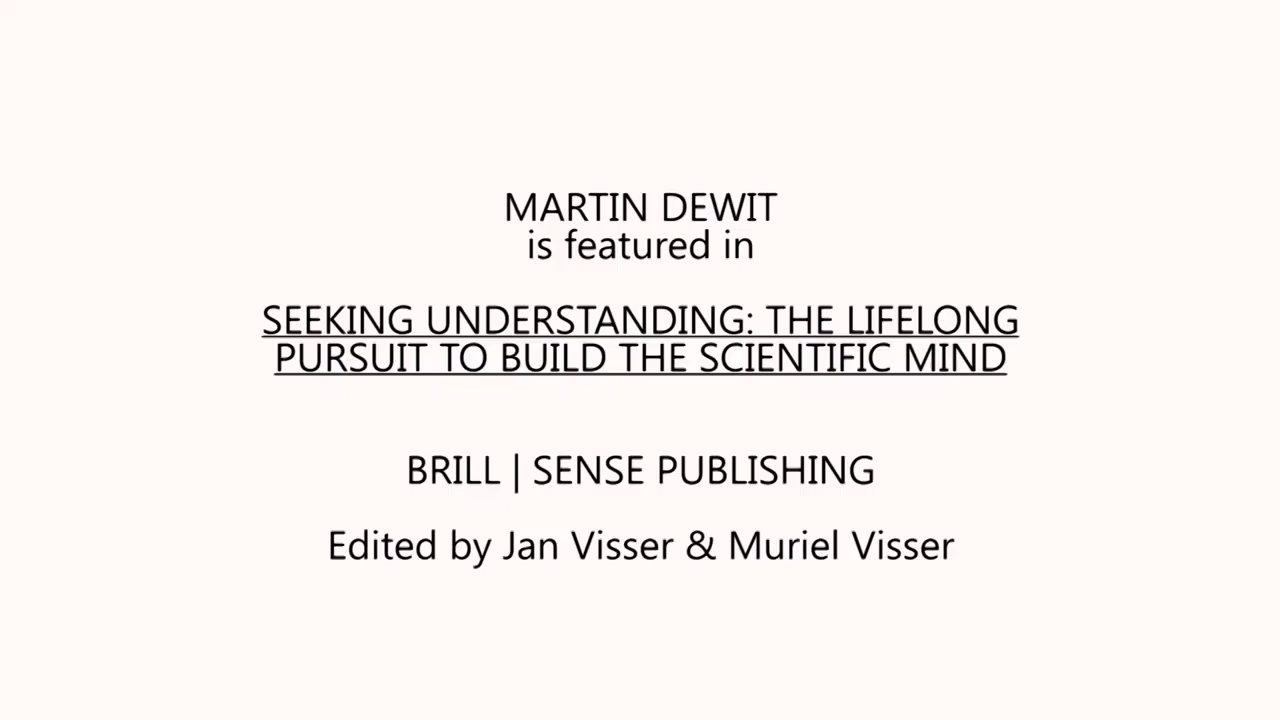 MARTIN DEWIT
is featured in
SEEKING UNDERSTANDING: THE LIFELONG
PURSUIT TO BUILD THE SCIENTIFIC MIND
BRILL | SENSE PUBLISHING
Edited by Jan Visser & Muriel Visser